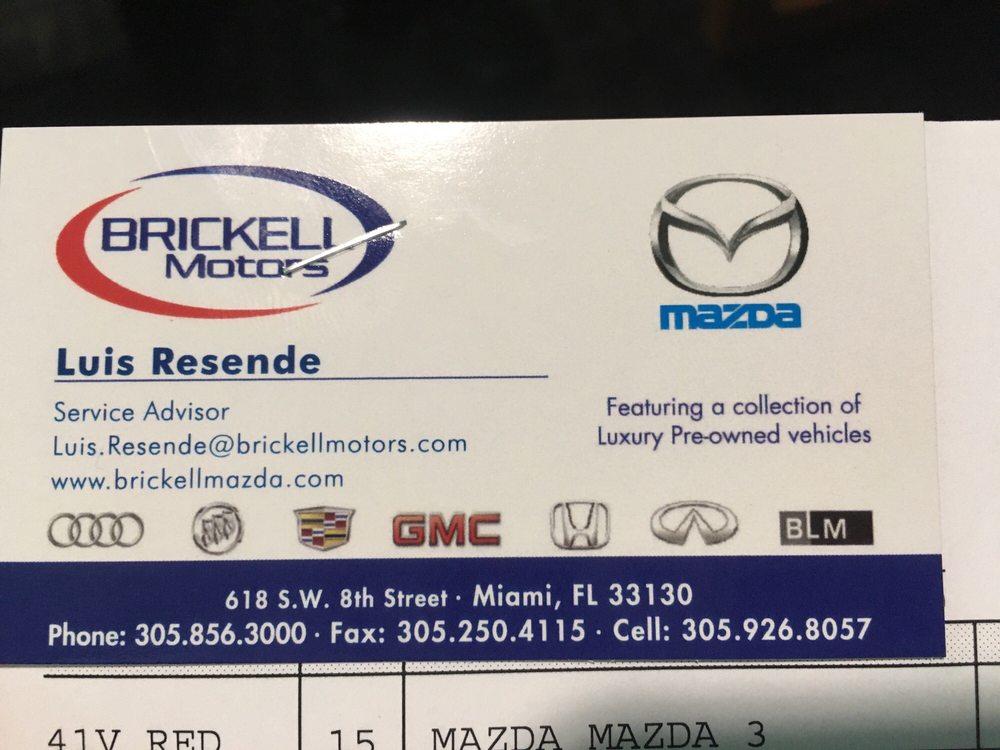 BRICKELL
Motors
mazda
Luis Resende
Service Advisor
Luis.Resende@brickellmotors.com
www.brickellmazda.com
Featuring a collection of
Luxury Pre-owned vehicles
GMC
BLM
618 S.W. 8th Street · Miami, FL 33130
Phone: 305.856.3000 · Fax: 305.250.4115 · Cell: 305.926.8057
41V RED 15 MAZDA MAZDA 3